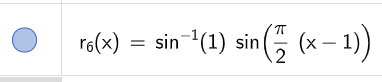 r₆(x) = sin⁻¹(1) sin(π/2 (x − 1))